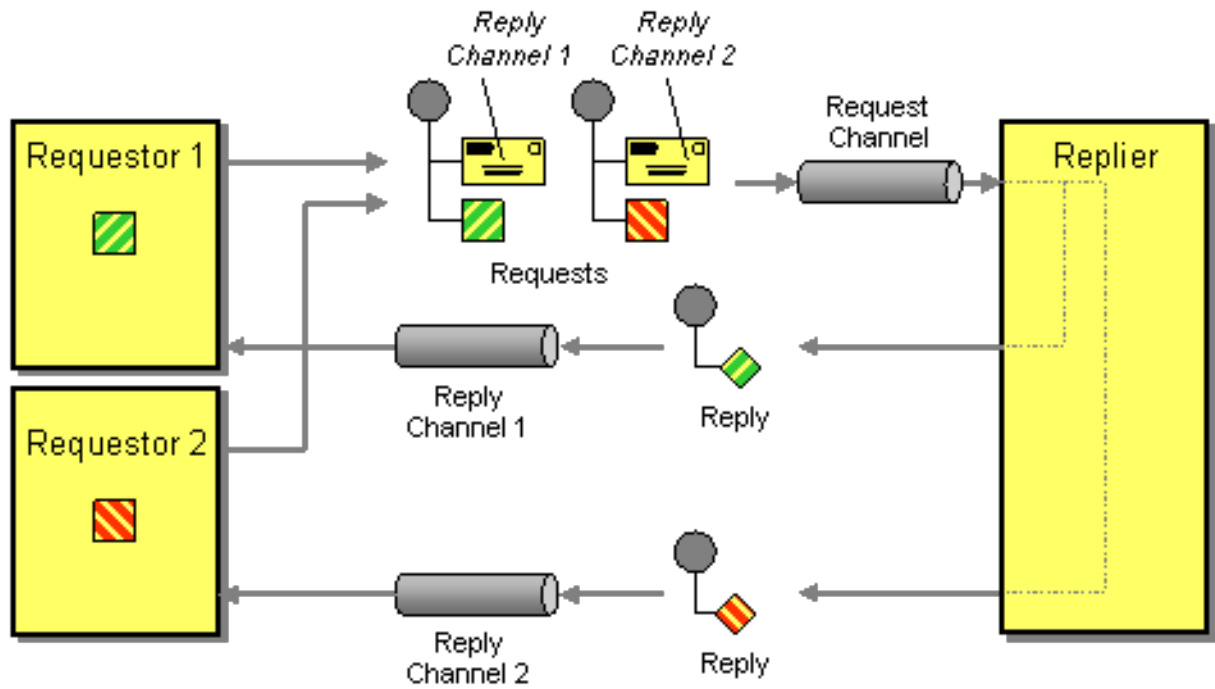 Reply
Channel 1
Reply
Channel 2
Request
Channel
Requestor 1
Replier
Requests
Reply
Channel 1
Reply
Requestor 2
Reply
Channel 2
Reply